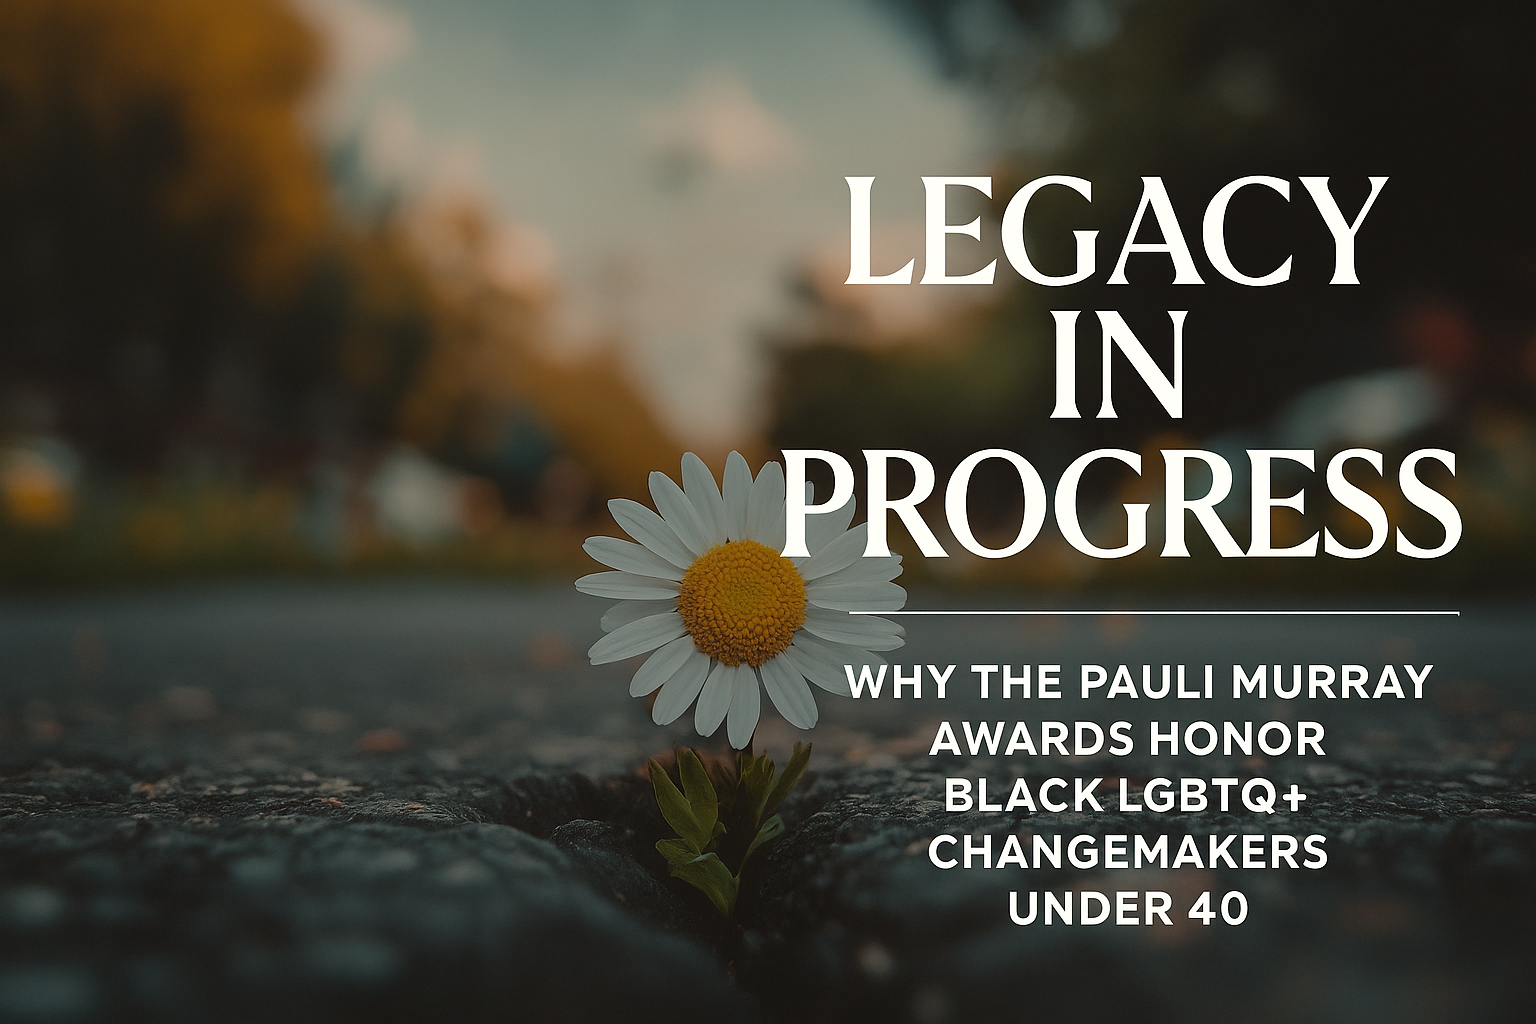 LEGACY
IN
PROGRESS
WHY THE PAULI MURRAY
AWARDS HONOR
BLACK LGBTQ+
CHANGEMAKERS
UNDER 40